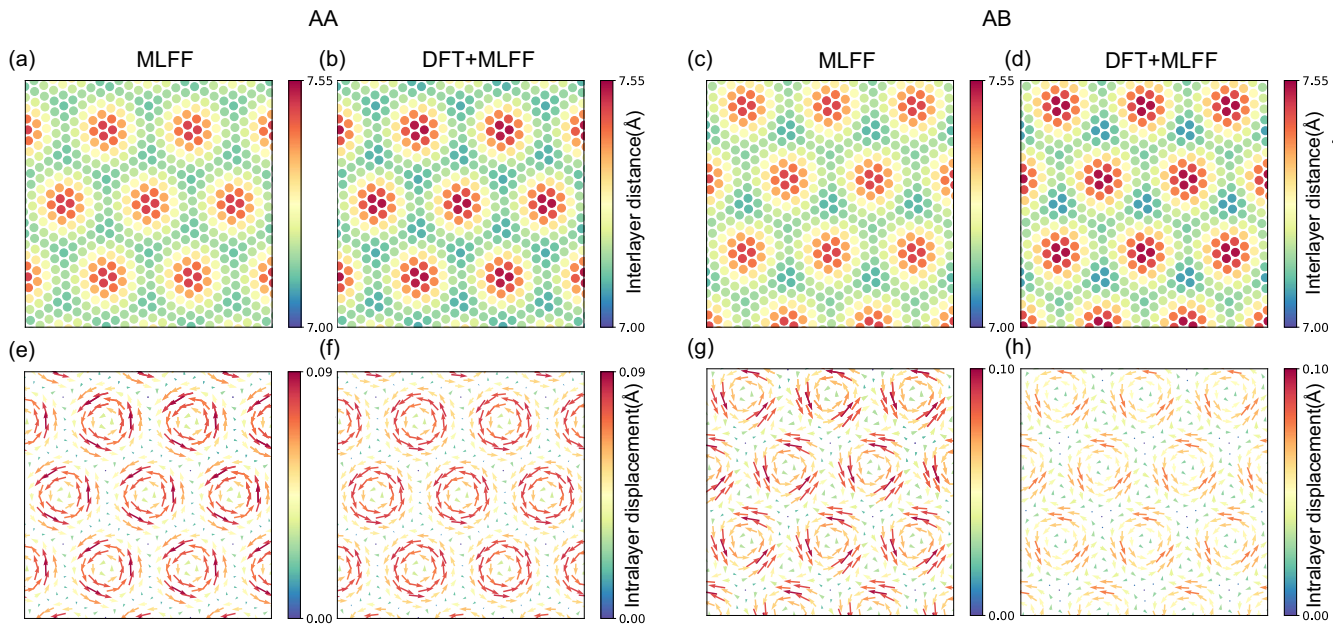 AA
AB
(a)
MLFF
(b)
DFT+MLFF
(c)
MLFF
(d)
DFT+MLFF
7.55
7.00
7.55
Interlayer distance(Å)
7.00
7.55
7.00
7.55
Interlayer distance(Å)
7.00
(e)
(f)
(g)
(h)
0.09
0.00
0.09
Intralayer displacement(Å)
0.00
0.10
0.00
0.10
Intralayer displacement(Å)
0.00